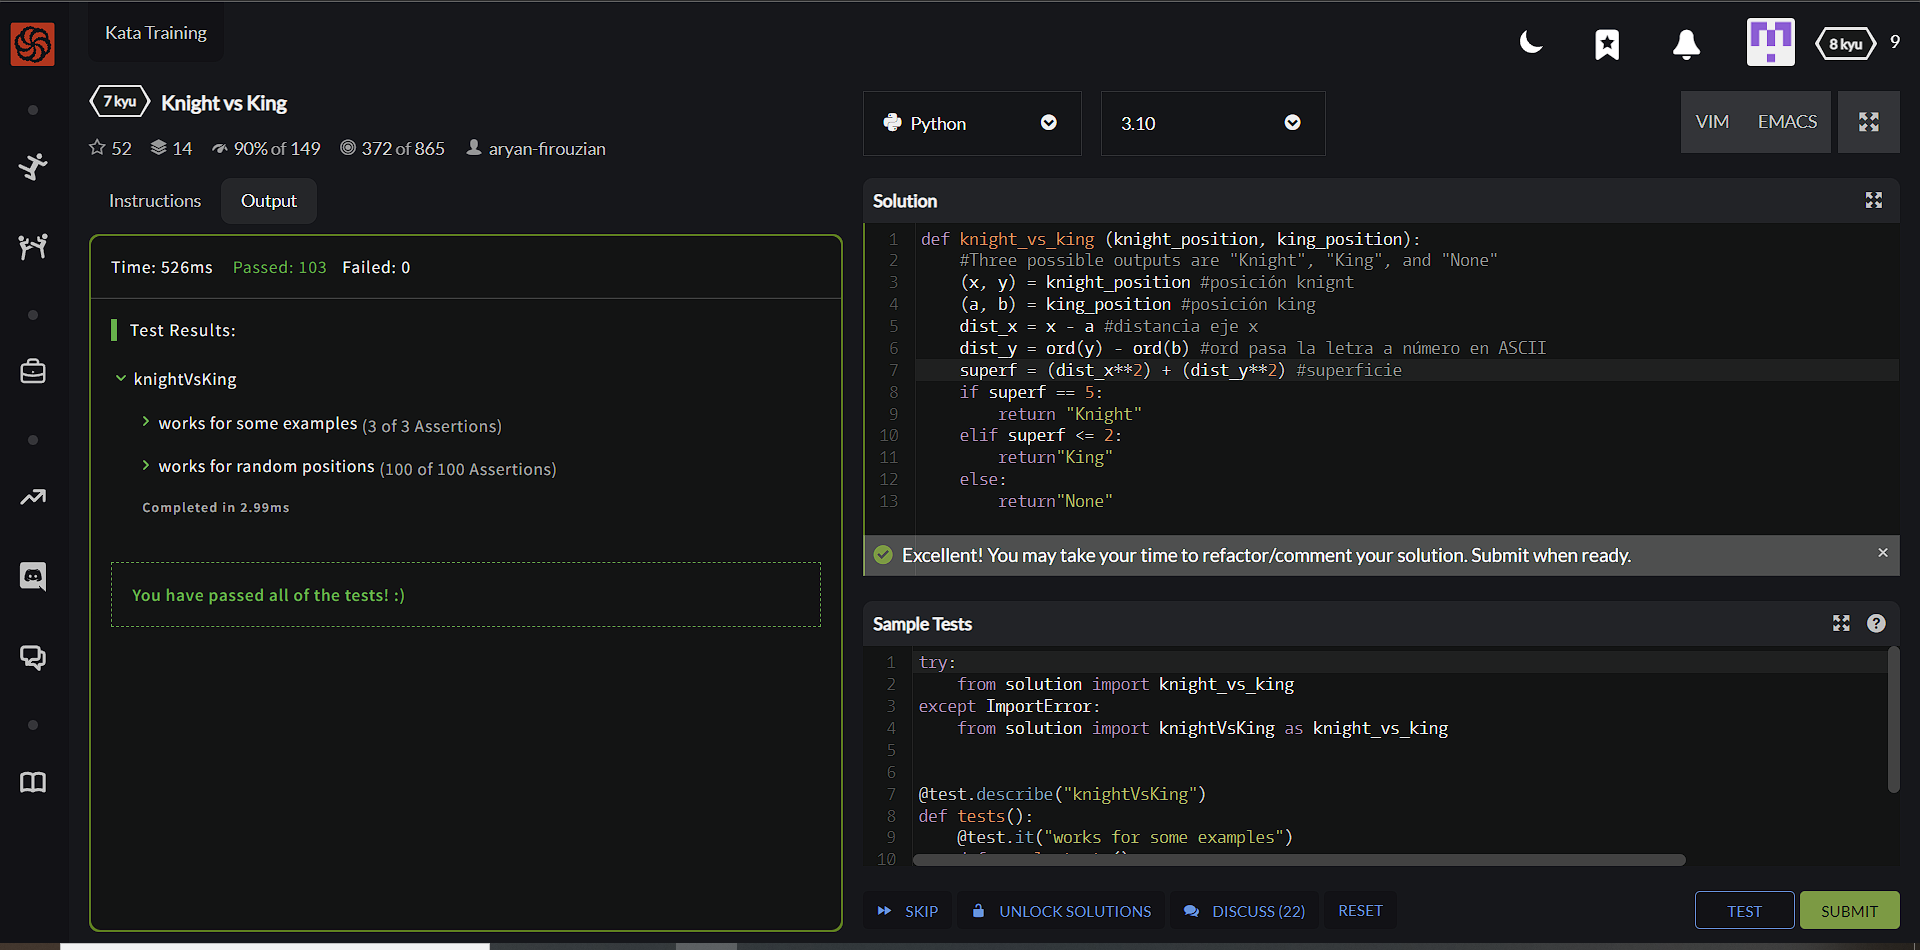 Kata Training
8 kyu
9
7 kyu
Knight vs King
52
14
90% of 149
372 of 865
aryan-firouzian
Python
3.10
VIM
EMACS
Instructions
Output
Time: 526ms Passed: 103 Failed: 0
Test Results:
knightVsKing
works for some examples (3 of 3 Assertions)
works for random positions (100 of 100 Assertions)
Completed in 2.99ms
You have passed all of the tests! :)
Solution
1 def knight_vs_king (knight_position, king_position):
2 #Three possible outputs are "Knight", "King", and "None"
3 (x, y) = knight_position #posición knignt
4 (a, b) = king_position #posición king
5 dist_x = x - a #distancia eje x
6 dist_y = ord(y) - ord(b) #ord pasa la letra a número en ASCII
7 superf = (dist_x**2) + (dist_y**2) #superficie
8 if superf == 5:
9 return "Knight"
10 elif superf <= 2:
11 return"King"
12 else:
13 return"None"
Excellent! You may take your time to refactor/comment your solution. Submit when ready.
Sample Tests
1 try:
2 from solution import knight_vs_king
3 except ImportError:
4 from solution import knightVsKing as knight_vs_king
5
6
7 @test.describe("knightVsKing")
8 def tests():
9 @test.it("works for some examples")
10
SKIP
UNLOCK SOLUTIONS
DISCUSS (22)
RESET
TEST
SUBMIT